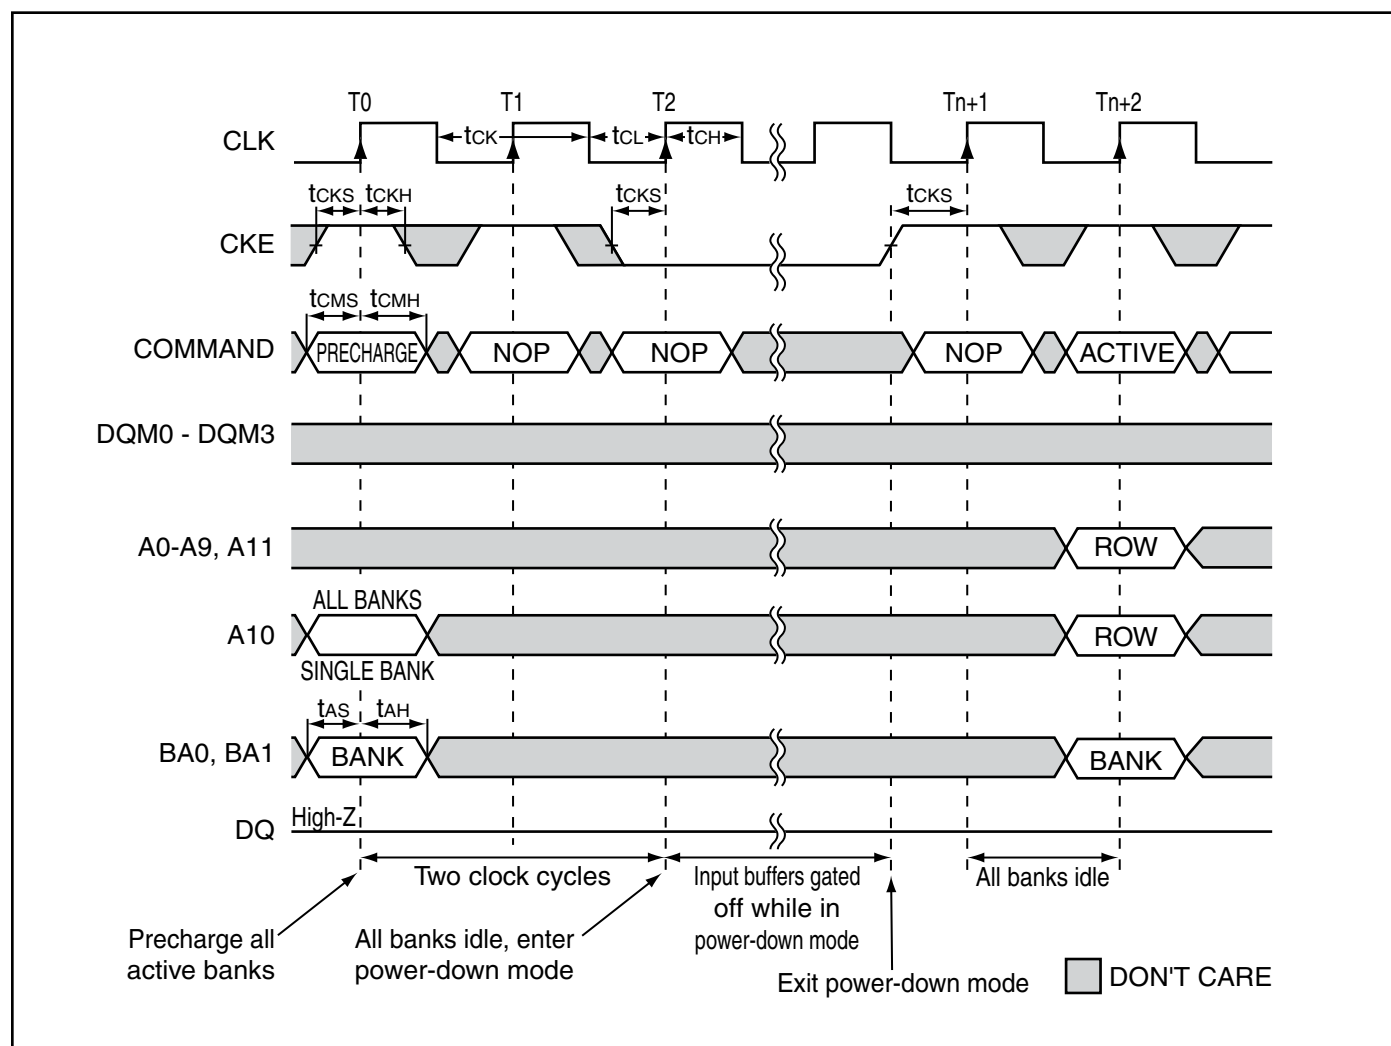 T0 T1 T2 Tn+1 Tn+2
CLK tCK tCL tCH
tCKS tCKH tCKS tCKS
CKE
tCMS tCMH
COMMAND PRECHARGE NOP NOP NOP ACTIVE
DQM0 - DQM3
A0-A9, A11 ROW
ALL BANKS
A10 ROW
SINGLE BANK
tAS tAH
BA0, BA1 BANK BANK
High-Z
DQ
Two clock cycles
Input buffers gated
off while in
power-down mode
All banks idle
Precharge all
active banks
All banks idle, enter
power-down mode
Exit power-down mode
DON'T CARE